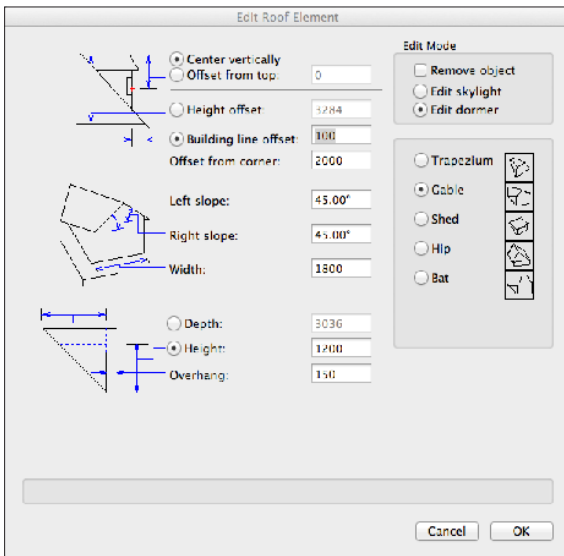 Edit Roof Element
Center vertically
Offset from top: 0
Height offset: 3284
Building line offset: 100
Offset from corner: 2000
Left slope: 45.00°
Right slope: 45.00°
Width: 1800
Depth: 3036
Height: 1200
Overhang: 150
Edit Mode
Remove object
Edit skylight
Edit dormer
Trapezium
Gable
Shed
Hip
Bat
Cancel OK